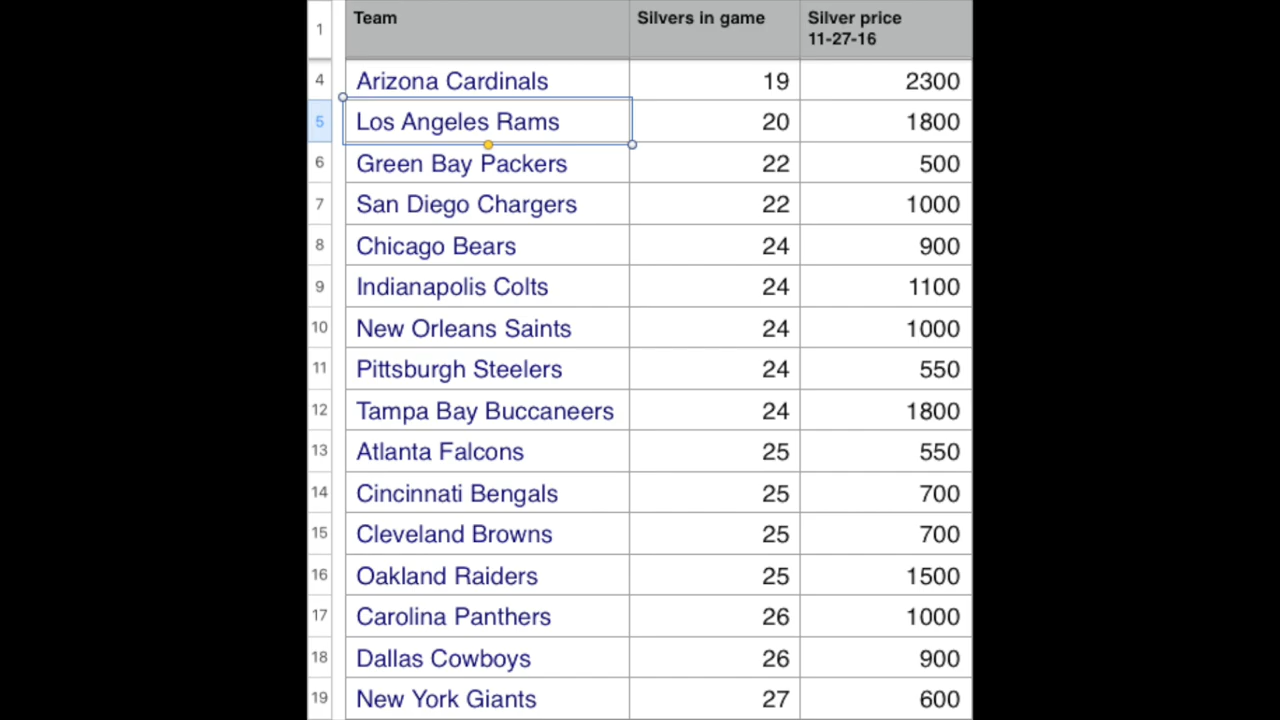 1 Team Silvers in game Silver price
11-27-16
4 Arizona Cardinals 19 2300
5 Los Angeles Rams 20 1800
6 Green Bay Packers 22 500
7 San Diego Chargers 22 1000
8 Chicago Bears 24 900
9 Indianapolis Colts 24 1100
10 New Orleans Saints 24 1000
11 Pittsburgh Steelers 24 550
12 Tampa Bay Buccaneers 24 1800
13 Atlanta Falcons 25 550
14 Cincinnati Bengals 25 700
15 Cleveland Browns 25 700
16 Oakland Raiders 25 1500
17 Carolina Panthers 26 1000
18 Dallas Cowboys 26 900
19 New York Giants 27 600